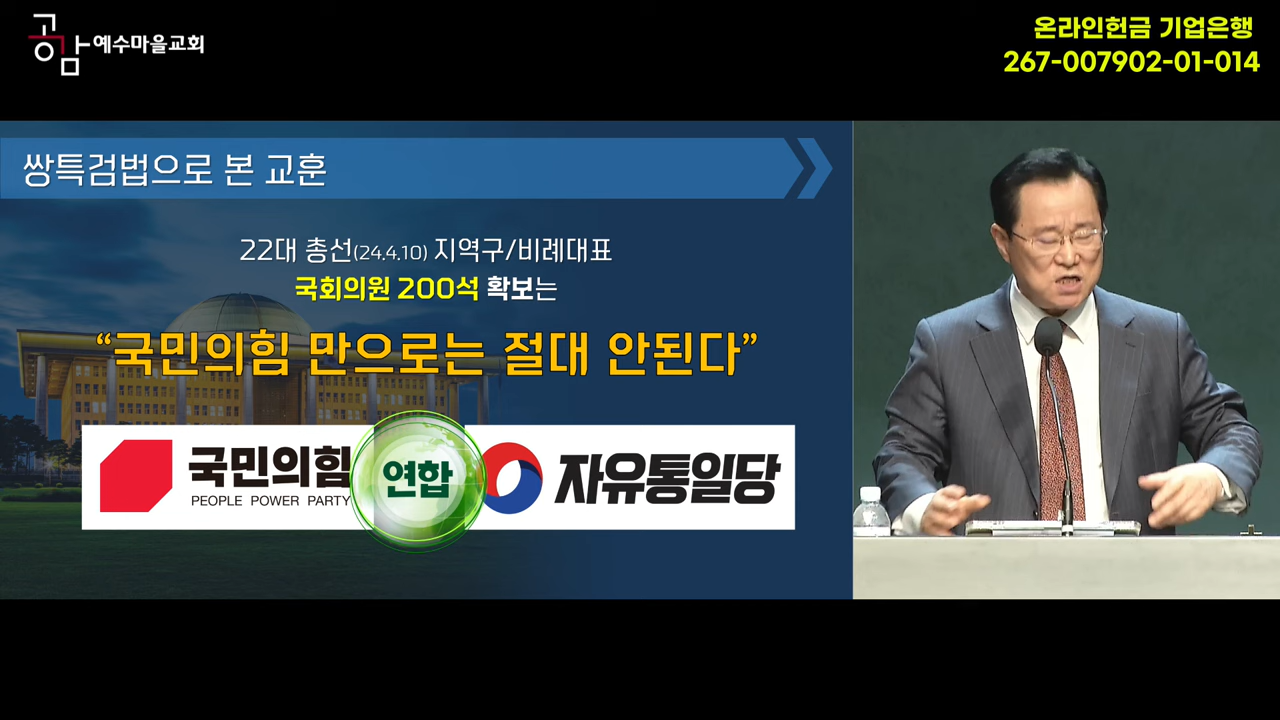 공감 예수마을교회
온라인헌금 기업은행
267-007902-01-014
쌍특검법으로 본 교훈
22대 총선(24.4.10) 지역구/비례대표
국회의원 200석 확보는
“국민의힘 만으로는 절대 안된다”
국민의힘
PEOPLE POWER PARTY
연합
자유통일당